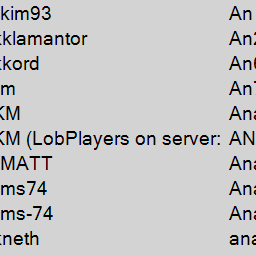 kim93 An
klamantor An2
kord An6
m An7
KM Ana
KM (LobPlayers on server: AN
MATT Ana
ms74 Ana
ms-74 Ana
neth ana